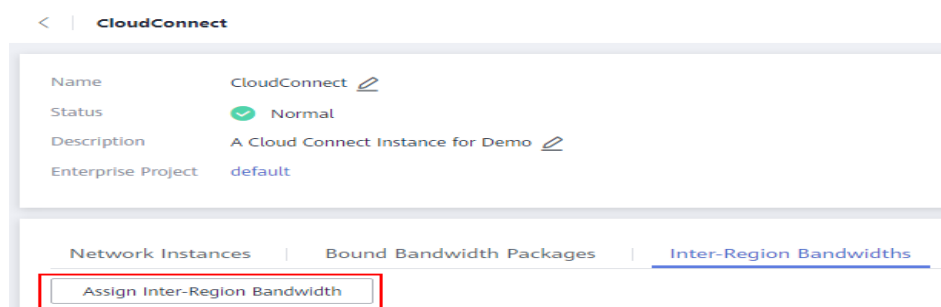 < | CloudConnect
Name CloudConnect
Status Normal
Description A Cloud Connect Instance for Demo
Enterprise Project default
Network Instances | Bound Bandwidth Packages | Inter-Region Bandwidths
Assign Inter-Region Bandwidth